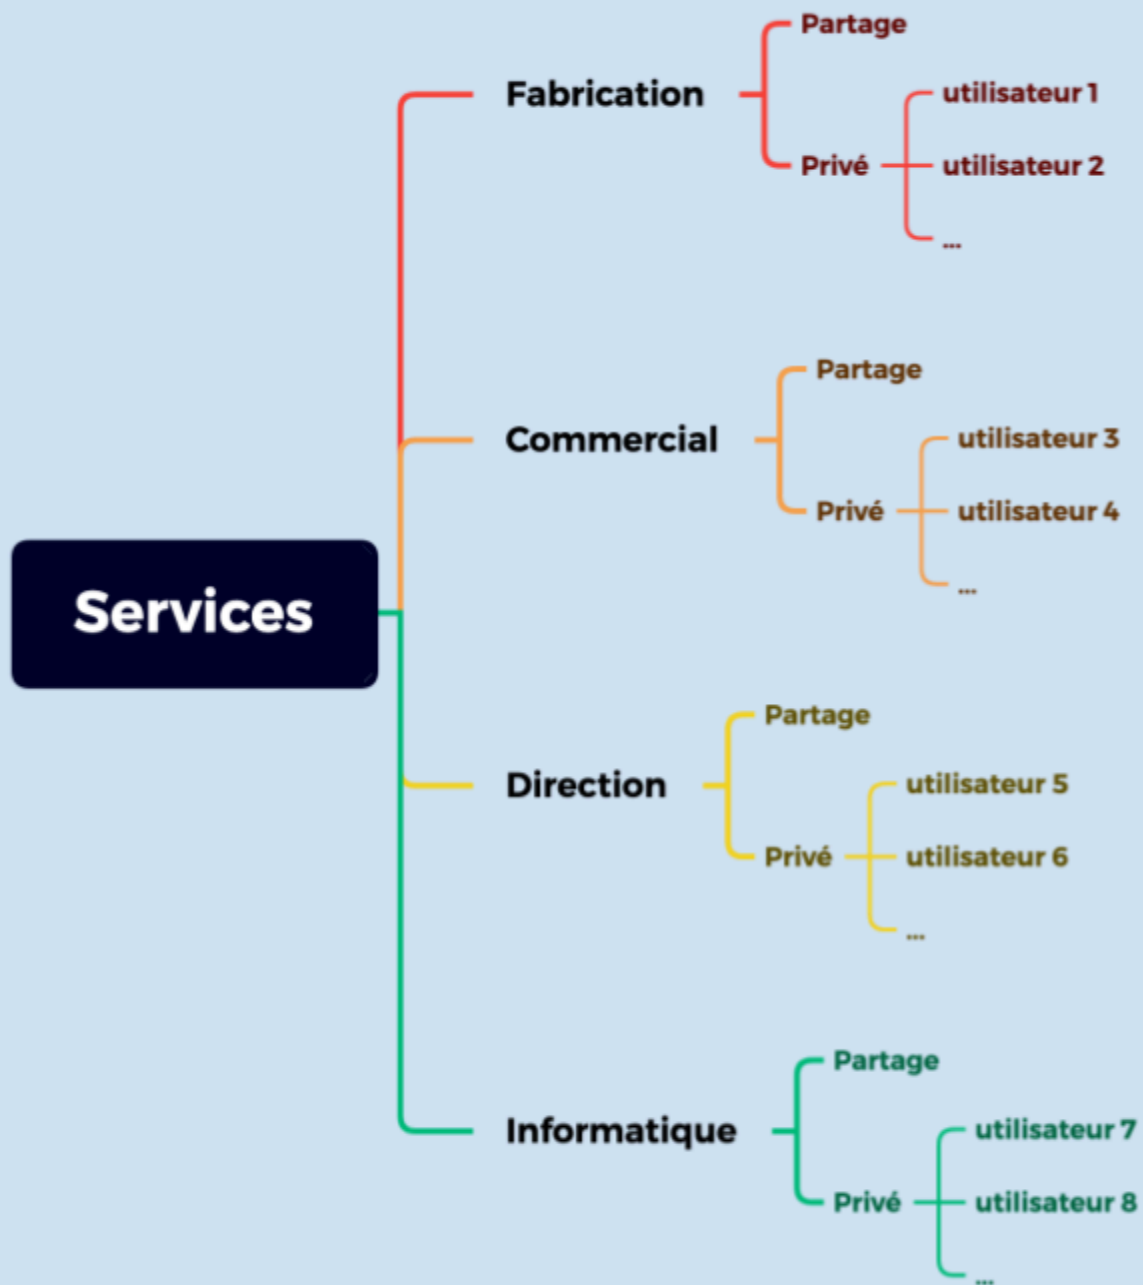 Services
Fabrication
Partage
Privé
utilisateur 1
utilisateur 2
...
Commercial
Partage
Privé
utilisateur 3
utilisateur 4
...
Direction
Partage
Privé
utilisateur 5
utilisateur 6
...
Informatique
Partage
Privé
utilisateur 7
utilisateur 8
...